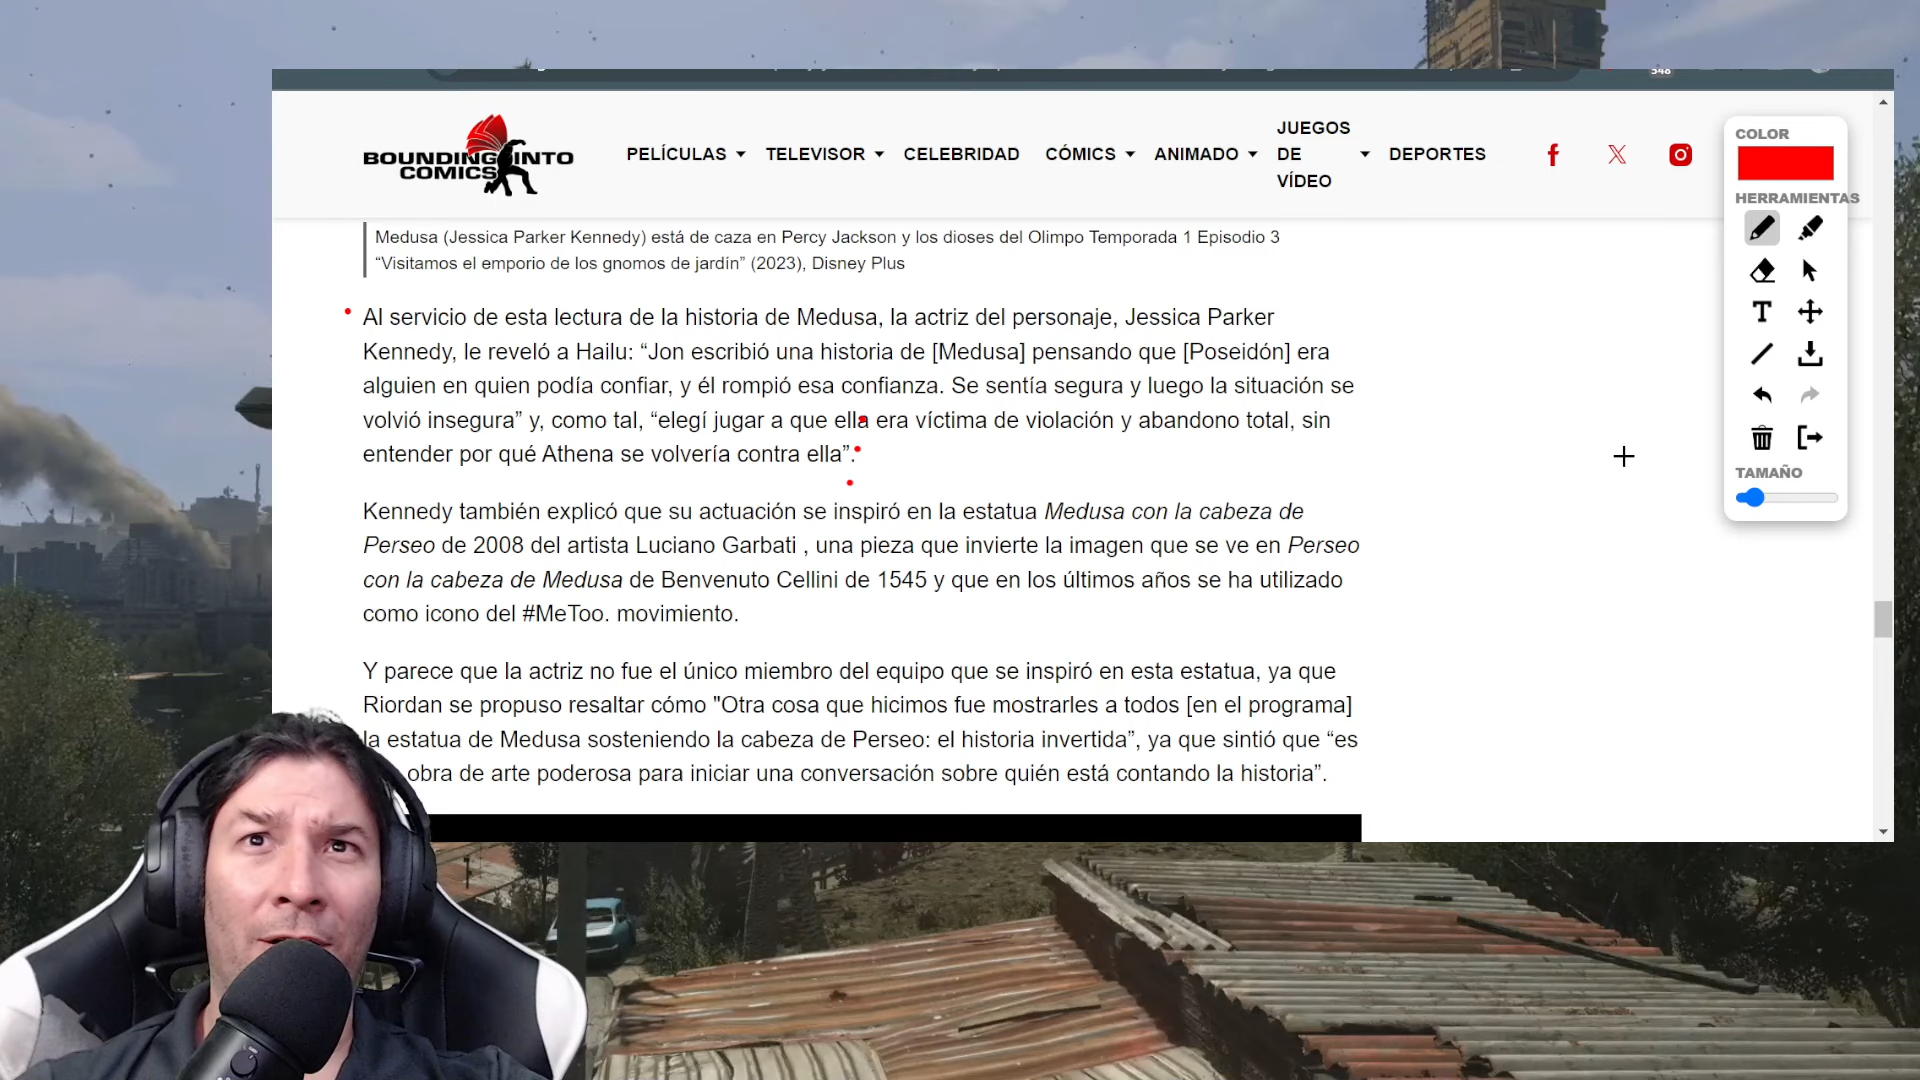 548
BOUNDING INTO
COMICS
PELÍCULAS
TELEVISOR
CELEBRIDAD
CÓMICS
ANIMADO
JUEGOS
DE
VÍDEO
DEPORTES
Medusa (Jessica Parker Kennedy) está de caza en Percy Jackson y los dioses del Olimpo Temporada 1 Episodio 3
“Visitamos el emporio de los gnomos de jardín” (2023), Disney Plus
Al servicio de esta lectura de la historia de Medusa, la actriz del personaje, Jessica Parker
Kennedy, le reveló a Hailu: “Jon escribió una historia de [Medusa] pensando que [Poseidón] era
alguien en quien podía confiar, y él rompió esa confianza. Se sentía segura y luego la situación se
volvió insegura” y, como tal, “elegí jugar a que ella era víctima de violación y abandono total, sin
entender por qué Athena se volvería contra ella”.
Kennedy también explicó que su actuación se inspiró en la estatua Medusa con la cabeza de
Perseo de 2008 del artista Luciano Garbati , una pieza que invierte la imagen que se ve en Perseo
con la cabeza de Medusa de Benvenuto Cellini de 1545 y que en los últimos años se ha utilizado
como icono del #MeToo. movimiento.
Y parece que la actriz no fue el único miembro del equipo que se inspiró en esta estatua, ya que
Riordan se propuso resaltar cómo "Otra cosa que hicimos fue mostrarles a todos [en el programa]
la estatua de Medusa sosteniendo la cabeza de Perseo: el historia invertida”, ya que sintió que “es
obra de arte poderosa para iniciar una conversación sobre quién está contando la historia”.
COLOR
HERRAMIENTAS
T
TAMAÑO